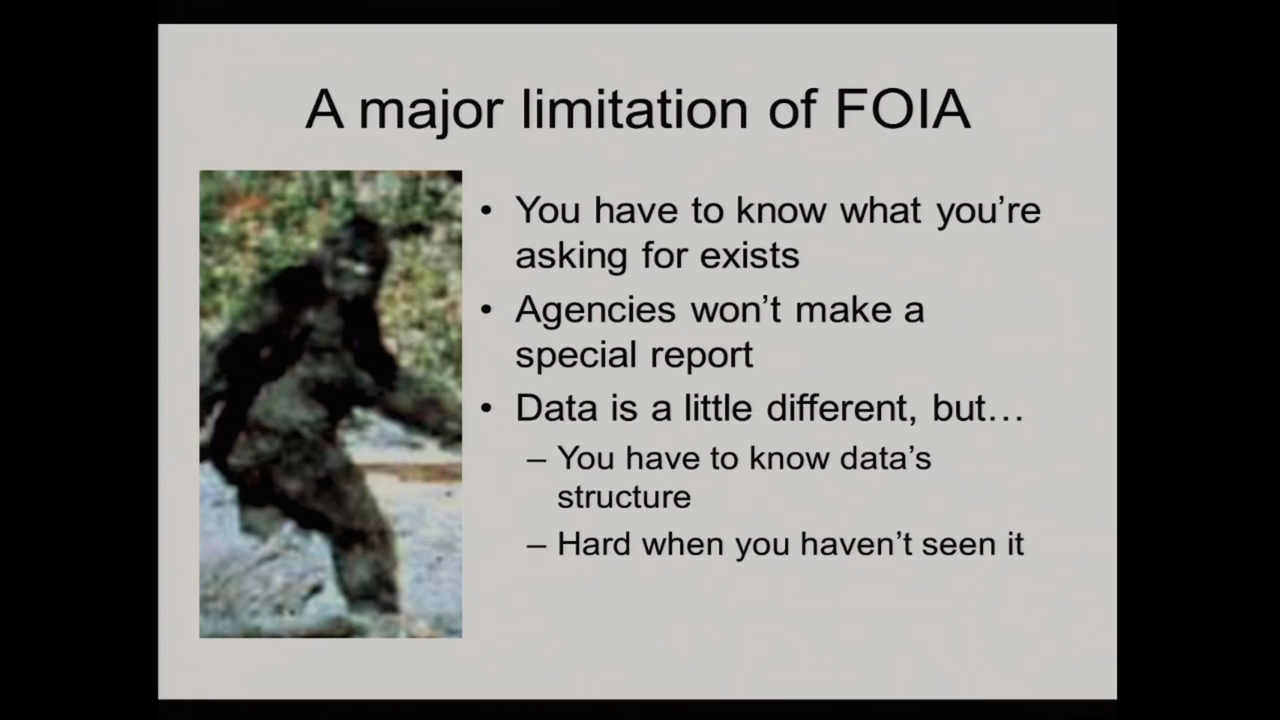 A major limitation of FOIA
• You have to know what you’re
asking for exists
• Agencies won’t make a
special report
• Data is a little different, but…
– You have to know data’s
structure
– Hard when you haven’t seen it